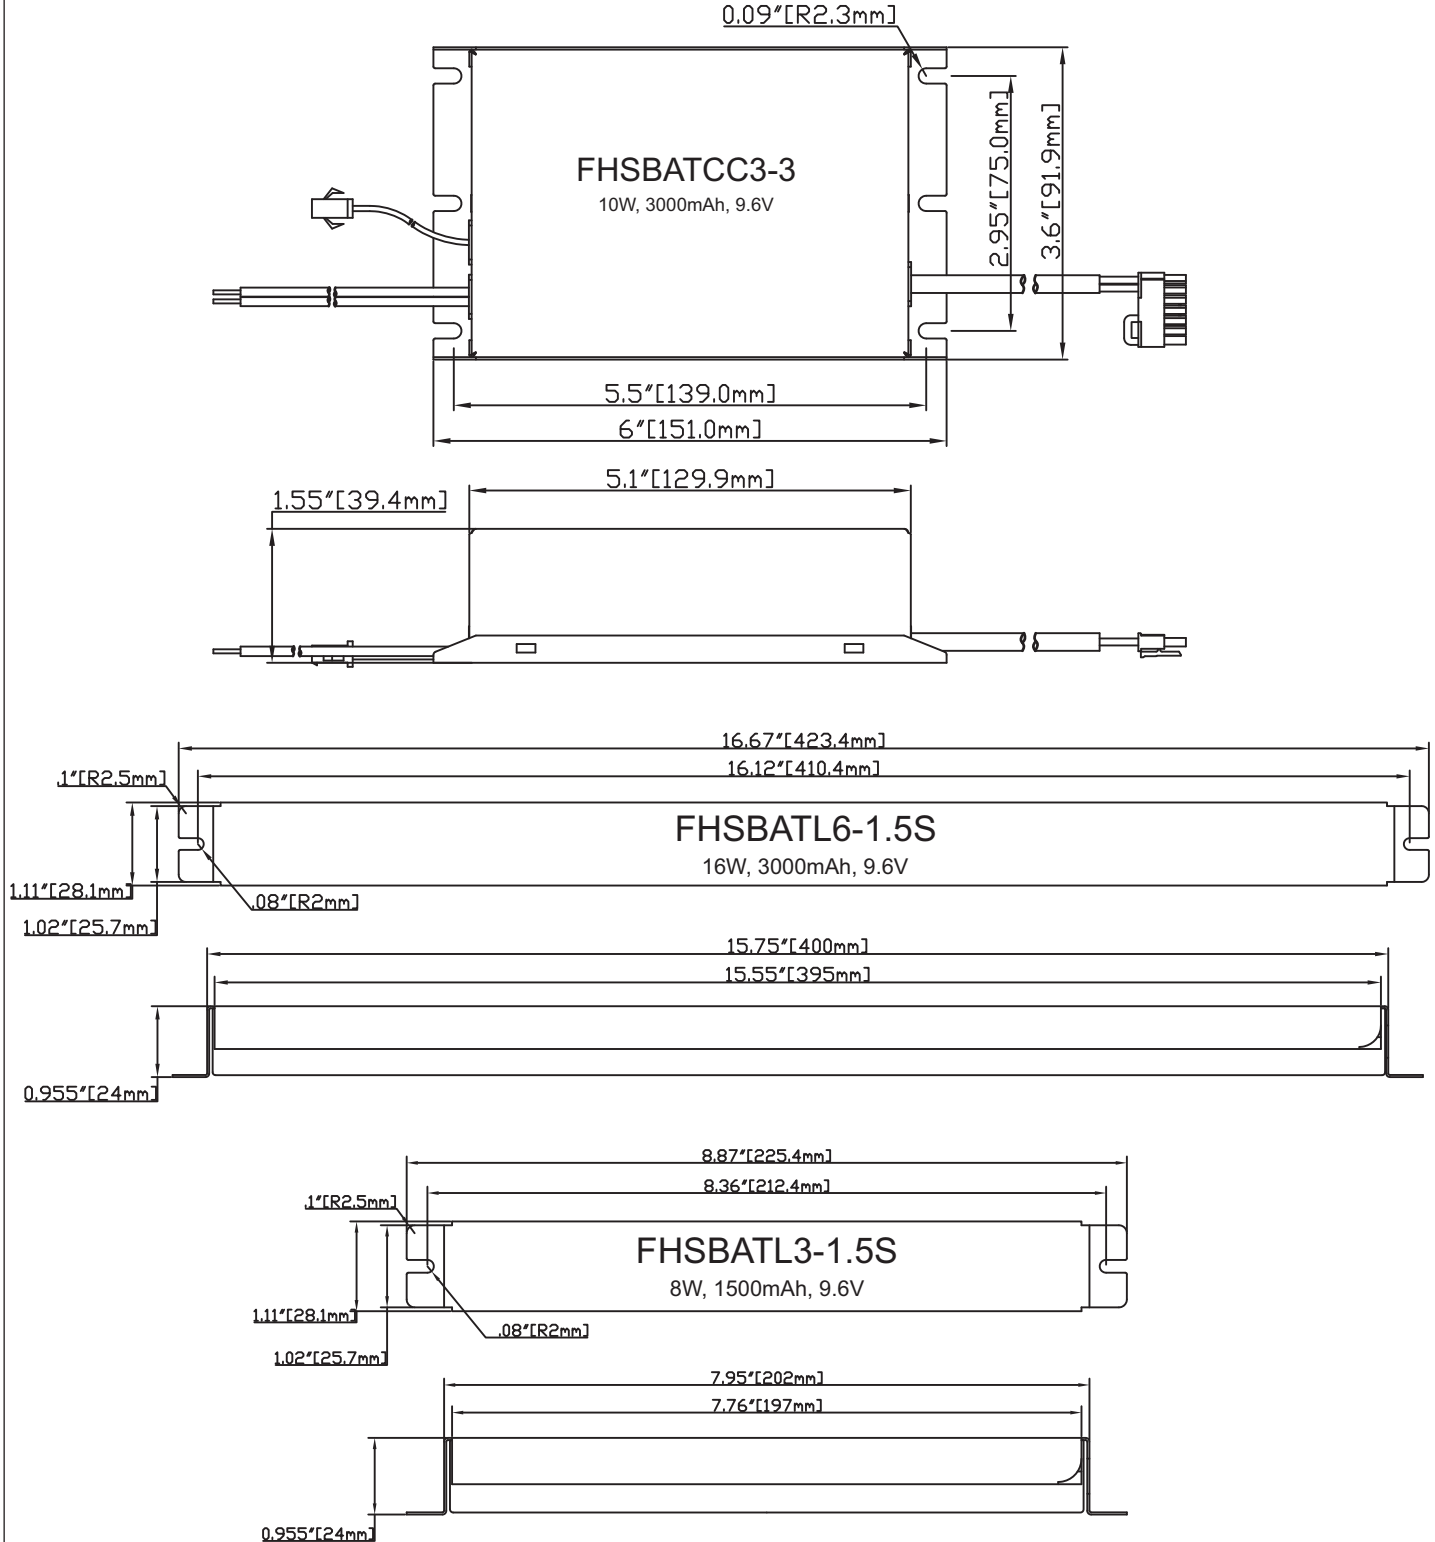 0.09"[R2.3mm]
FHSBATCC3-3
10W, 3000mAh, 9.6V
2.95"[75.0mm]
3.6"[91.9mm]
5.5"[139.0mm]
6"[151.0mm]
5.1"[129.9mm]
1.55"[39.4mm]
16.67"[423.4mm]
16.12"[410.4mm]
.1"[R2.5mm]
FHSBATL6-1.5S
16W, 3000mAh, 9.6V
1.11"[28.1mm]
.08"[R2mm]
1.02"[25.7mm]
15.75"[400mm]
15.55"[395mm]
0.955"[24mm]
8.87"[225.4mm]
8.36"[212.4mm]
.1"[R2.5mm]
FHSBATL3-1.5S
8W, 1500mAh, 9.6V
1.11"[28.1mm]
.08"[R2mm]
1.02"[25.7mm]
7.95"[202mm]
7.76"[197mm]
0.955"[24mm]